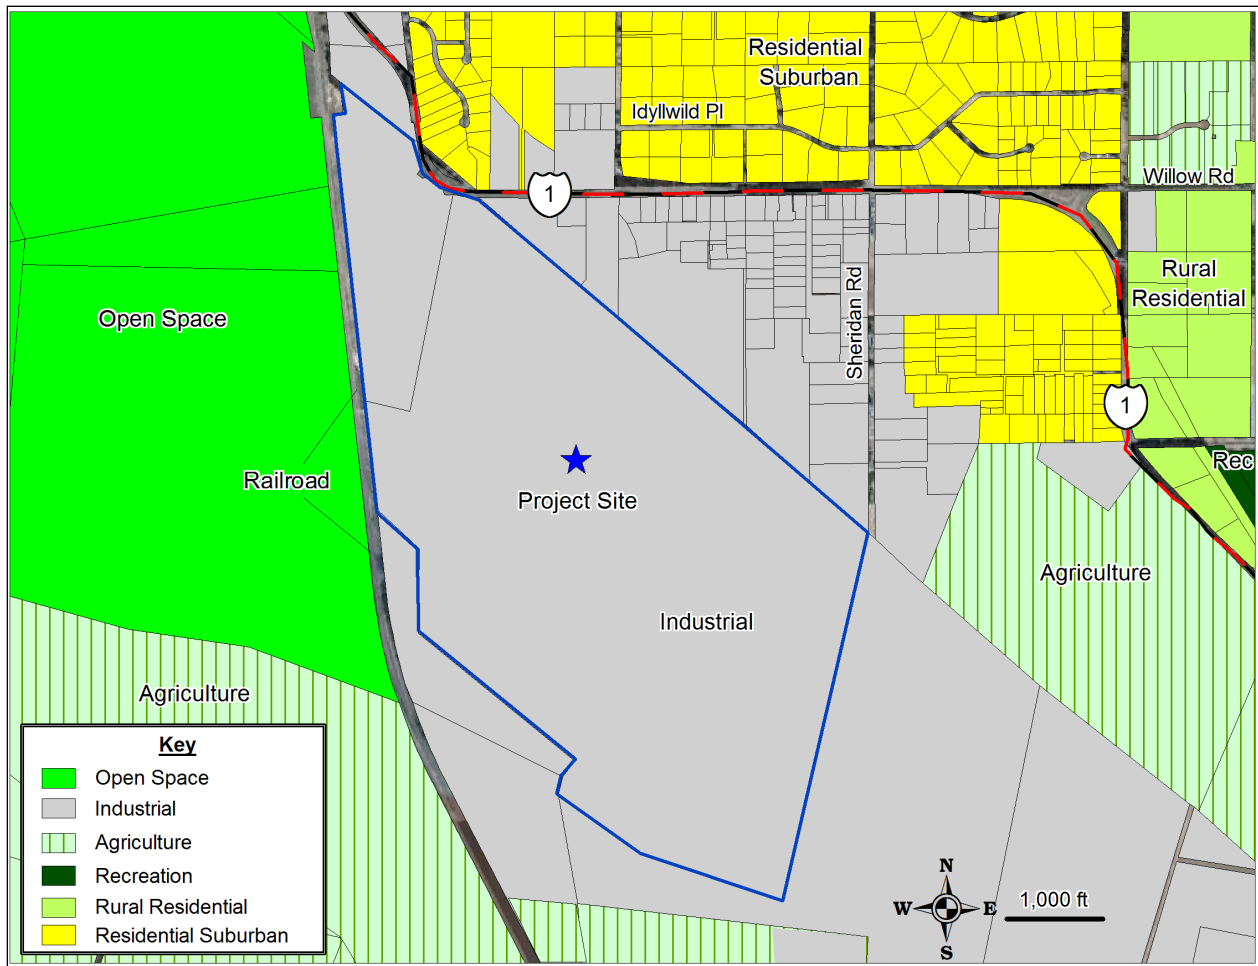 Residential
Suburban
Idyllwild Pl
1
Willow Rd
Rural
Residential
Open Space
Sheridan Rd
1
Rec
Railroad
Project Site
Agriculture
Industrial
Agriculture
Key
Open Space
Industrial
Agriculture
Recreation
Rural Residential
Residential Suburban
N
W E
S
1,000 ft